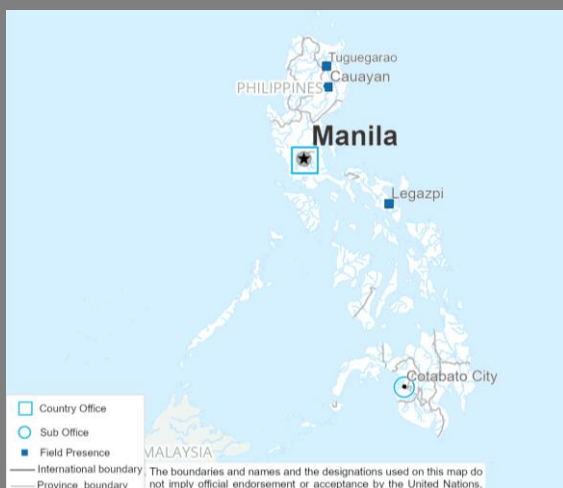 Tuguegarao
Cauayan
PHILIPPINES
Manila
Legazpi
Cotabato City
MALAYSIA
Country Office
Sub Office
Field Presence
International boundary
Province boundary
The boundaries and names and the designations used on this map do
not imply official endorsement or acceptance by the United Nations.